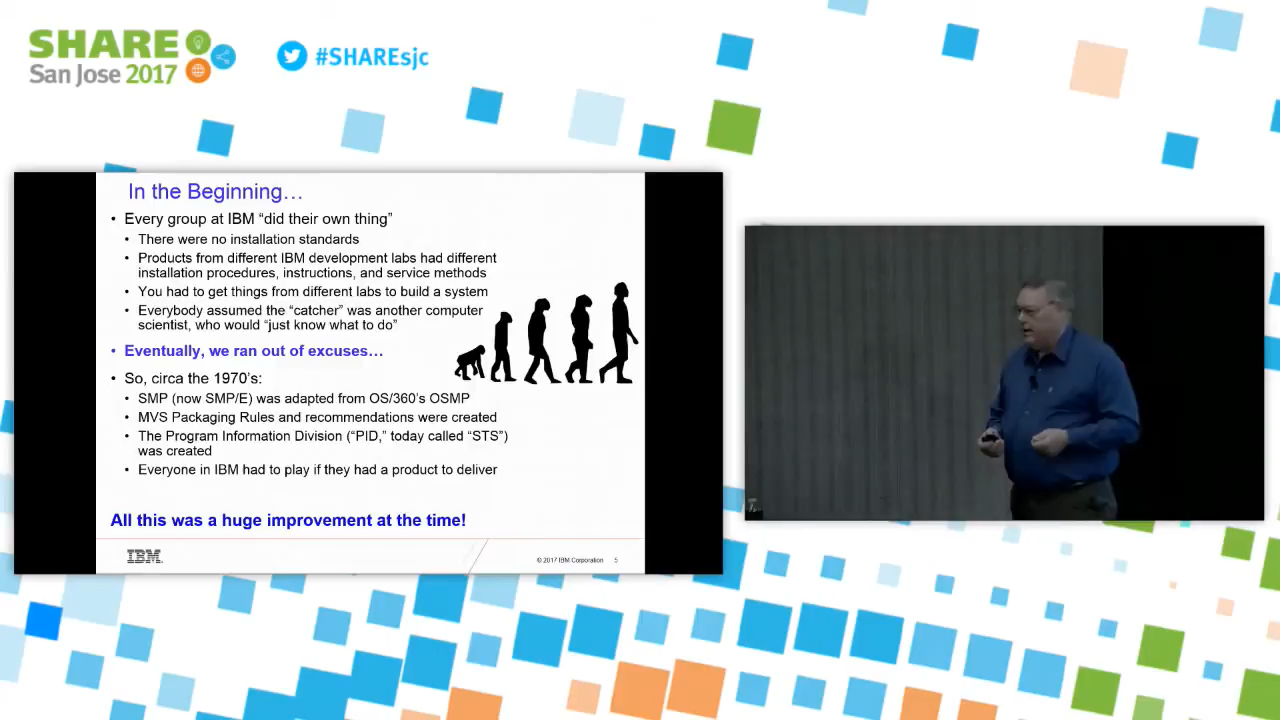 SHARE
San Jose 2017
#SHAREsjc
In the Beginning…
• Every group at IBM “did their own thing”
• There were no installation standards
• Products from different IBM development labs had different
installation procedures, instructions, and service methods
• You had to get things from different labs to build a system
• Everybody assumed the “catcher” was another computer
scientist, who would “just know what to do”
• Eventually, we ran out of excuses…
• So, circa the 1970’s:
• SMP (now SMP/E) was adapted from OS/360’s OSMP
• MVS Packaging Rules and recommendations were created
• The Program Information Division (“PID,” today called “STS”)
was created
• Everyone in IBM had to play if they had a product to deliver
All this was a huge improvement at the time!
IBM
© 2017 IBM Corporation 5